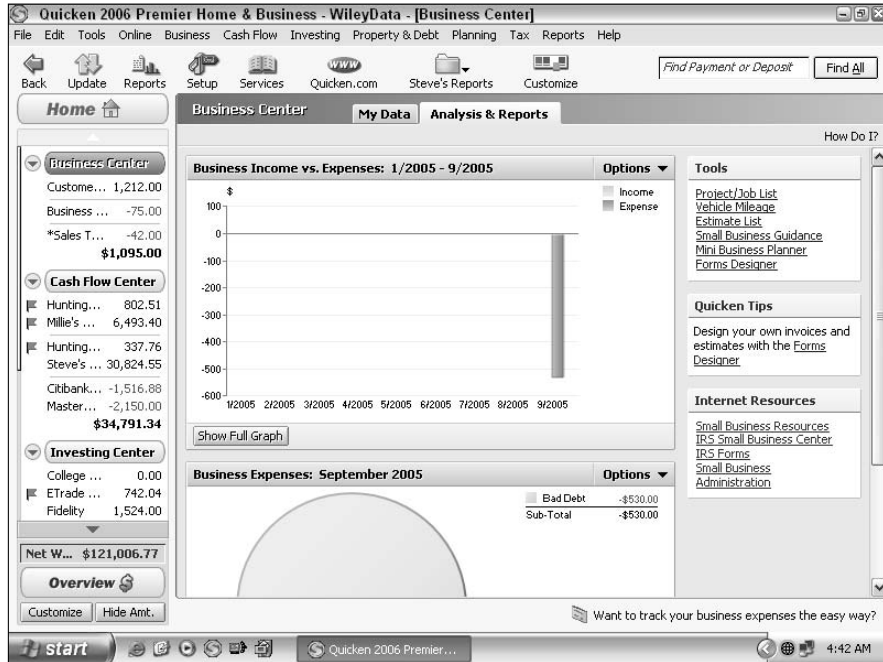 Quicken 2006 Premier Home & Business - WileyData - [Business Center]
File Edit Tools Online Business Cash Flow Investing Property & Debt Planning Tax Reports Help
Back Update Reports Setup Services Quicken.com Steve's Reports Customize
Find Payment or Deposit Find All
Home
Business Center My Data Analysis & Reports
How Do I?
Business Center
Custome... 1,212.00
Business ... -75.00
*Sales T... -42.00
$1,095.00
Cash Flow Center
Hunting... 802.51
Millie's ... 6,493.40
Hunting... 337.76
Steve's ... 30,824.55
Citibank... -1,516.88
Master... -2,150.00
$34,791.34
Investing Center
College ... 0.00
ETrade ... 742.04
Fidelity 1,524.00
Net W... $121,006.77
Overview
Customize Hide Amt.
Business Income vs. Expenses: 1/2005 - 9/2005 Options
$
Income
Expense
100
0
-100
-200
-300
-400
-500
-600
1/2005 2/2005 3/2005 4/2005 5/2005 6/2005 7/2005 8/2005 9/2005
Show Full Graph
Business Expenses: September 2005 Options
Bad Debt -$530.00
Sub-Total -$530.00
Tools
Project/Job List
Vehicle Mileage
Estimate List
Small Business Guidance
Mini Business Planner
Forms Designer
Quicken Tips
Design your own invoices and
estimates with the Forms
Designer
Internet Resources
Small Business Resources
IRS Small Business Center
IRS Forms
Small Business
Administration
Want to track your business expenses the easy way?
start Quicken 2006 Premier... 4:42 AM